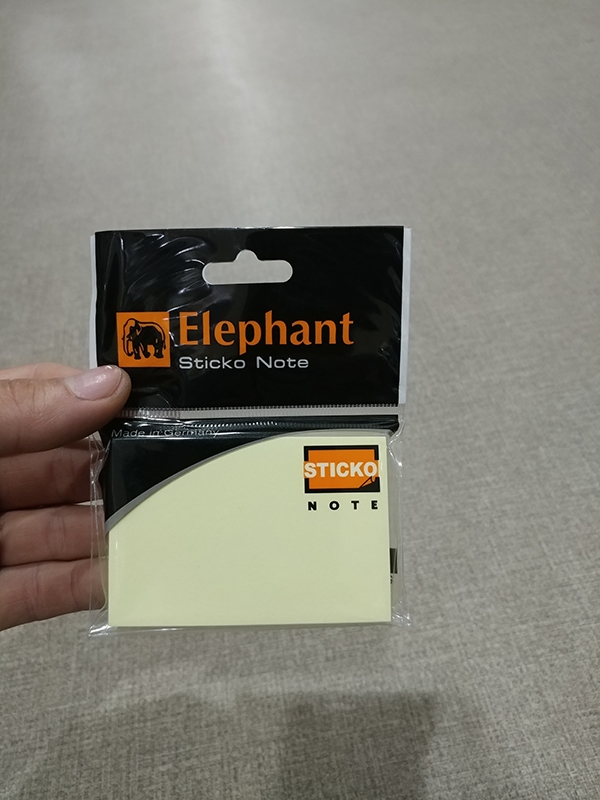 Elephant
Sticko Note
Made in Germany
STICKO
NOTE